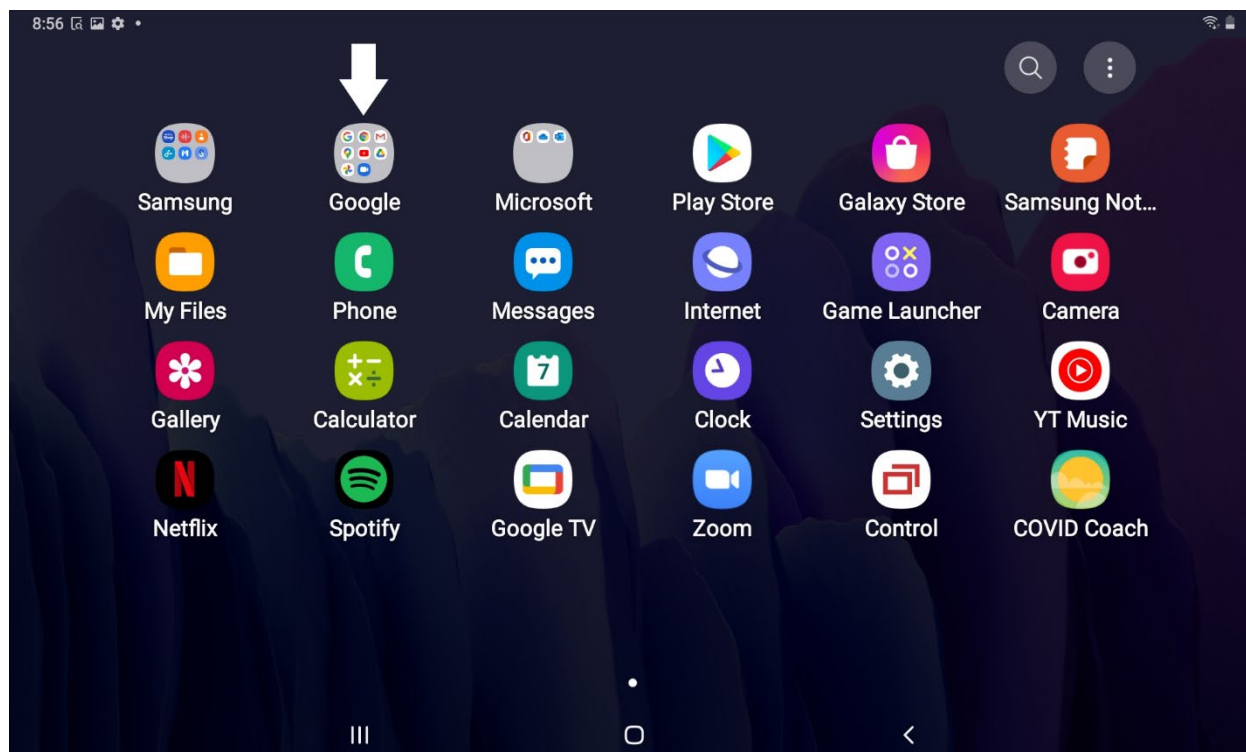 8:56
Samsung Google Microsoft Play Store Galaxy Store Samsung Not...
My Files Phone Messages Internet Game Launcher Camera
7
Gallery Calculator Calendar Clock Settings YT Music
Netflix Spotify Google TV Zoom Control COVID Coach